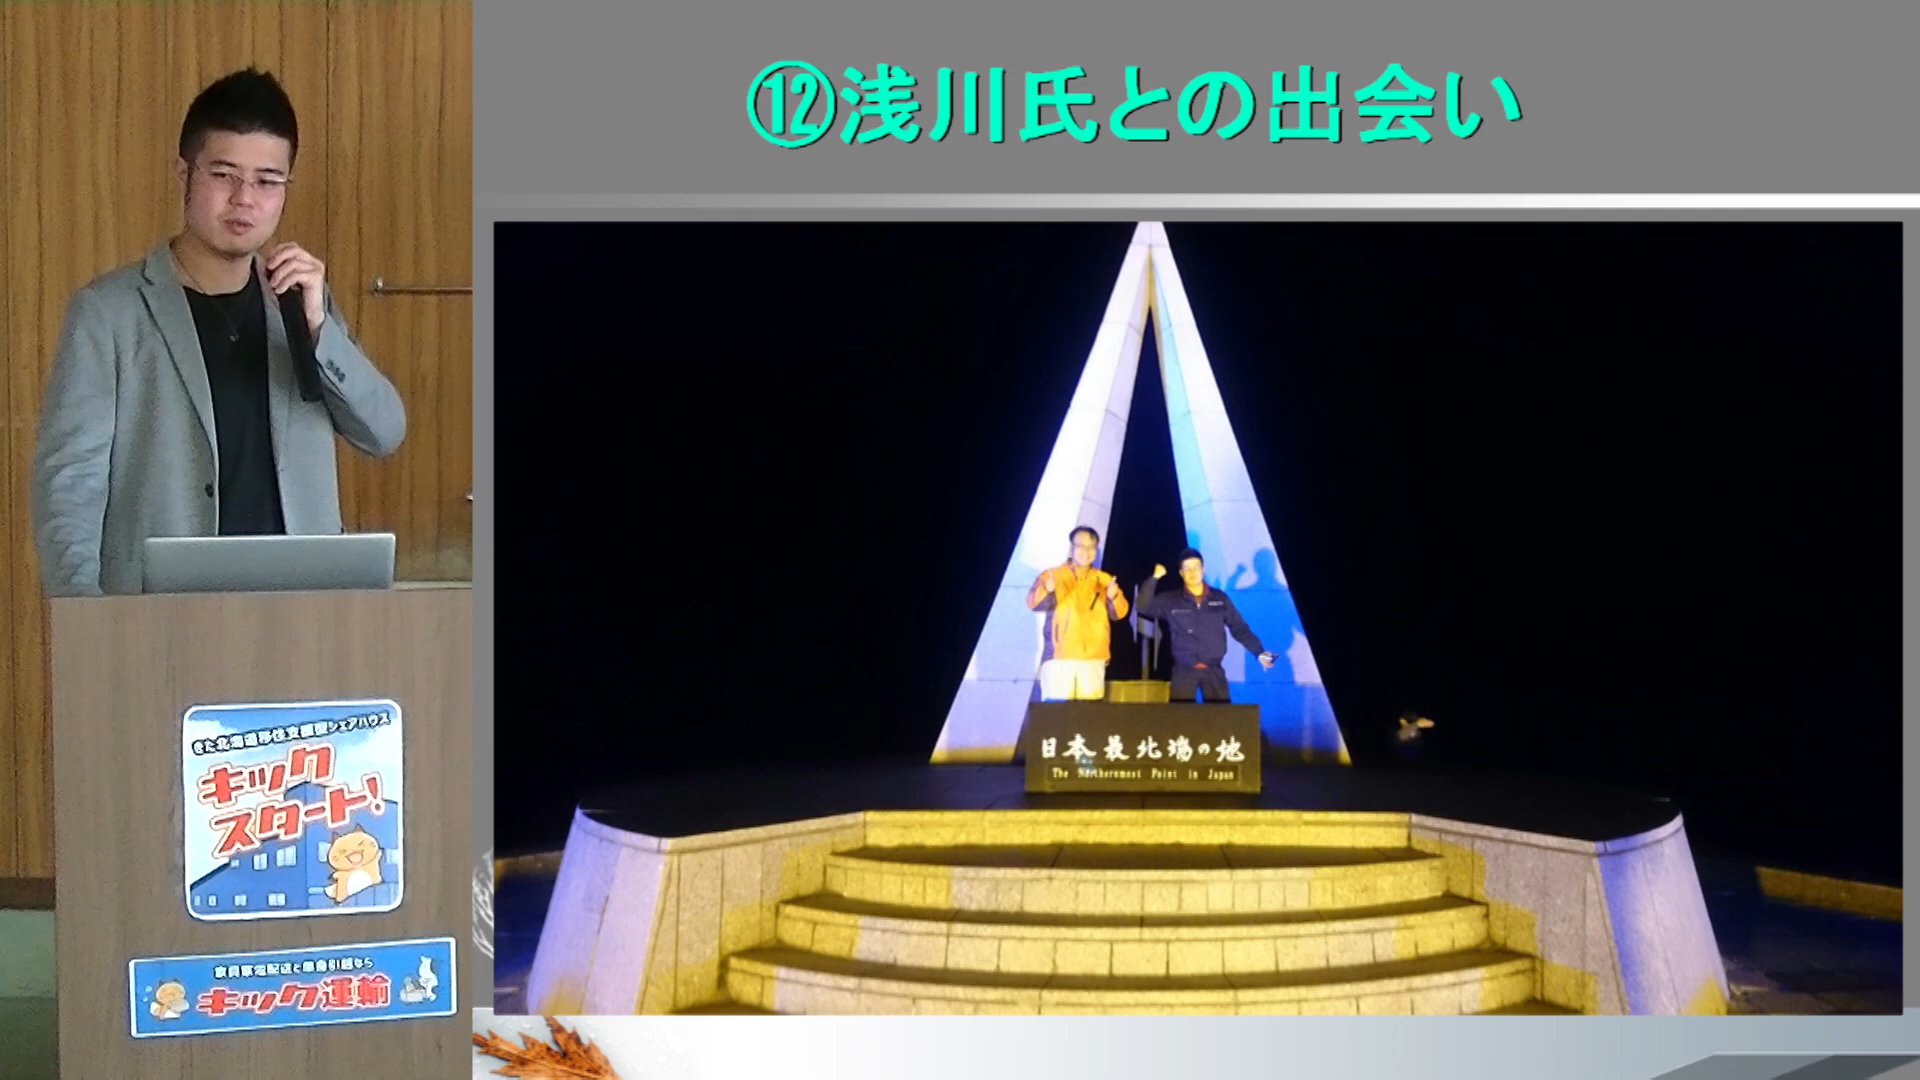 ⑫浅川氏との出会い
日本最北端の地
The Northernmost Point in Japan
きた北海道移住支援型シェアハウス
キック
スタート!
家具家電配送と単身引越なら
キック運輸